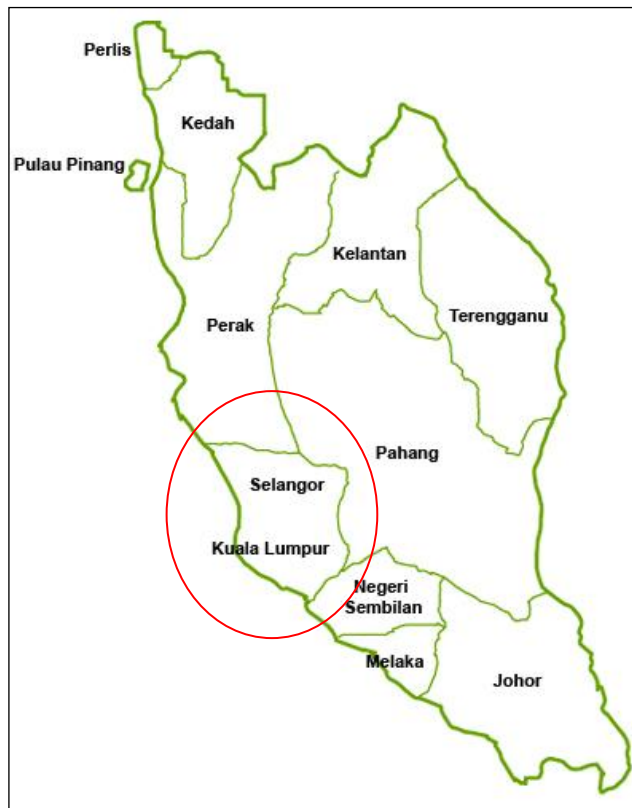 Perlis
Kedah
Pulau Pinang
Kelantan
Terengganu
Perak
Pahang
Selangor
Kuala Lumpur
Negeri
Sembilan
Melaka
Johor